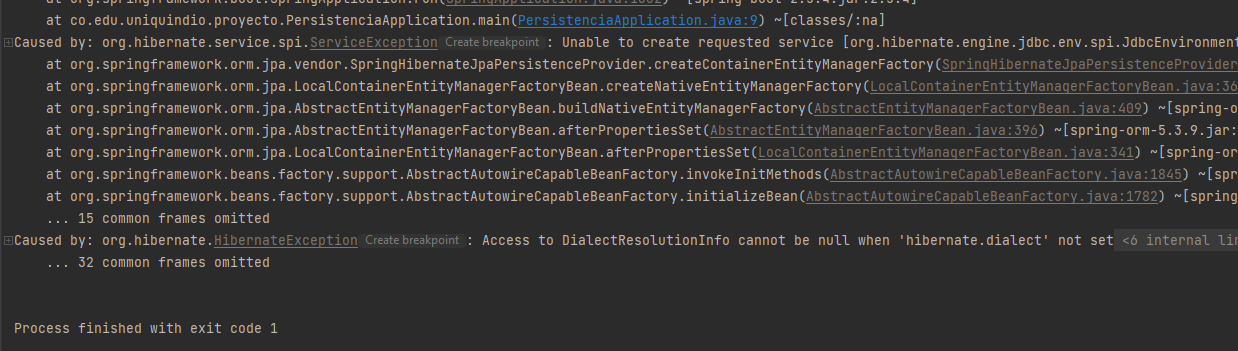 at org.springframework.boot.SpringApplication.run(SpringApplication.java:1332) ~[spring-boot-2.5.4.jar:2.5.4]
at co.edu.uniquindio.proyecto.PersistenciaApplication.main(PersistenciaApplication.java:9) ~[classes/:na]
Caused by: org.hibernate.service.spi.ServiceException Create breakpoint : Unable to create requested service [org.hibernate.engine.jdbc.env.spi.JdbcEnvironment
at org.springframework.orm.jpa.vendor.SpringHibernateJpaPersistenceProvider.createContainerEntityManagerFactory(SpringHibernateJpaPersistenceProvider
at org.springframework.orm.jpa.LocalContainerEntityManagerFactoryBean.createNativeEntityManagerFactory(LocalContainerEntityManagerFactoryBean.java:36
at org.springframework.orm.jpa.AbstractEntityManagerFactoryBean.buildNativeEntityManagerFactory(AbstractEntityManagerFactoryBean.java:409) ~[spring-o
at org.springframework.orm.jpa.AbstractEntityManagerFactoryBean.afterPropertiesSet(AbstractEntityManagerFactoryBean.java:396) ~[spring-orm-5.3.9.jar:
at org.springframework.orm.jpa.LocalContainerEntityManagerFactoryBean.afterPropertiesSet(LocalContainerEntityManagerFactoryBean.java:341) ~[spring-or
at org.springframework.beans.factory.support.AbstractAutowireCapableBeanFactory.invokeInitMethods(AbstractAutowireCapableBeanFactory.java:1845) ~[spr
at org.springframework.beans.factory.support.AbstractAutowireCapableBeanFactory.initializeBean(AbstractAutowireCapableBeanFactory.java:1782) ~[spring
... 15 common frames omitted
Caused by: org.hibernate.HibernateException Create breakpoint : Access to DialectResolutionInfo cannot be null when 'hibernate.dialect' not set <6 internal lin
... 32 common frames omitted
Process finished with exit code 1